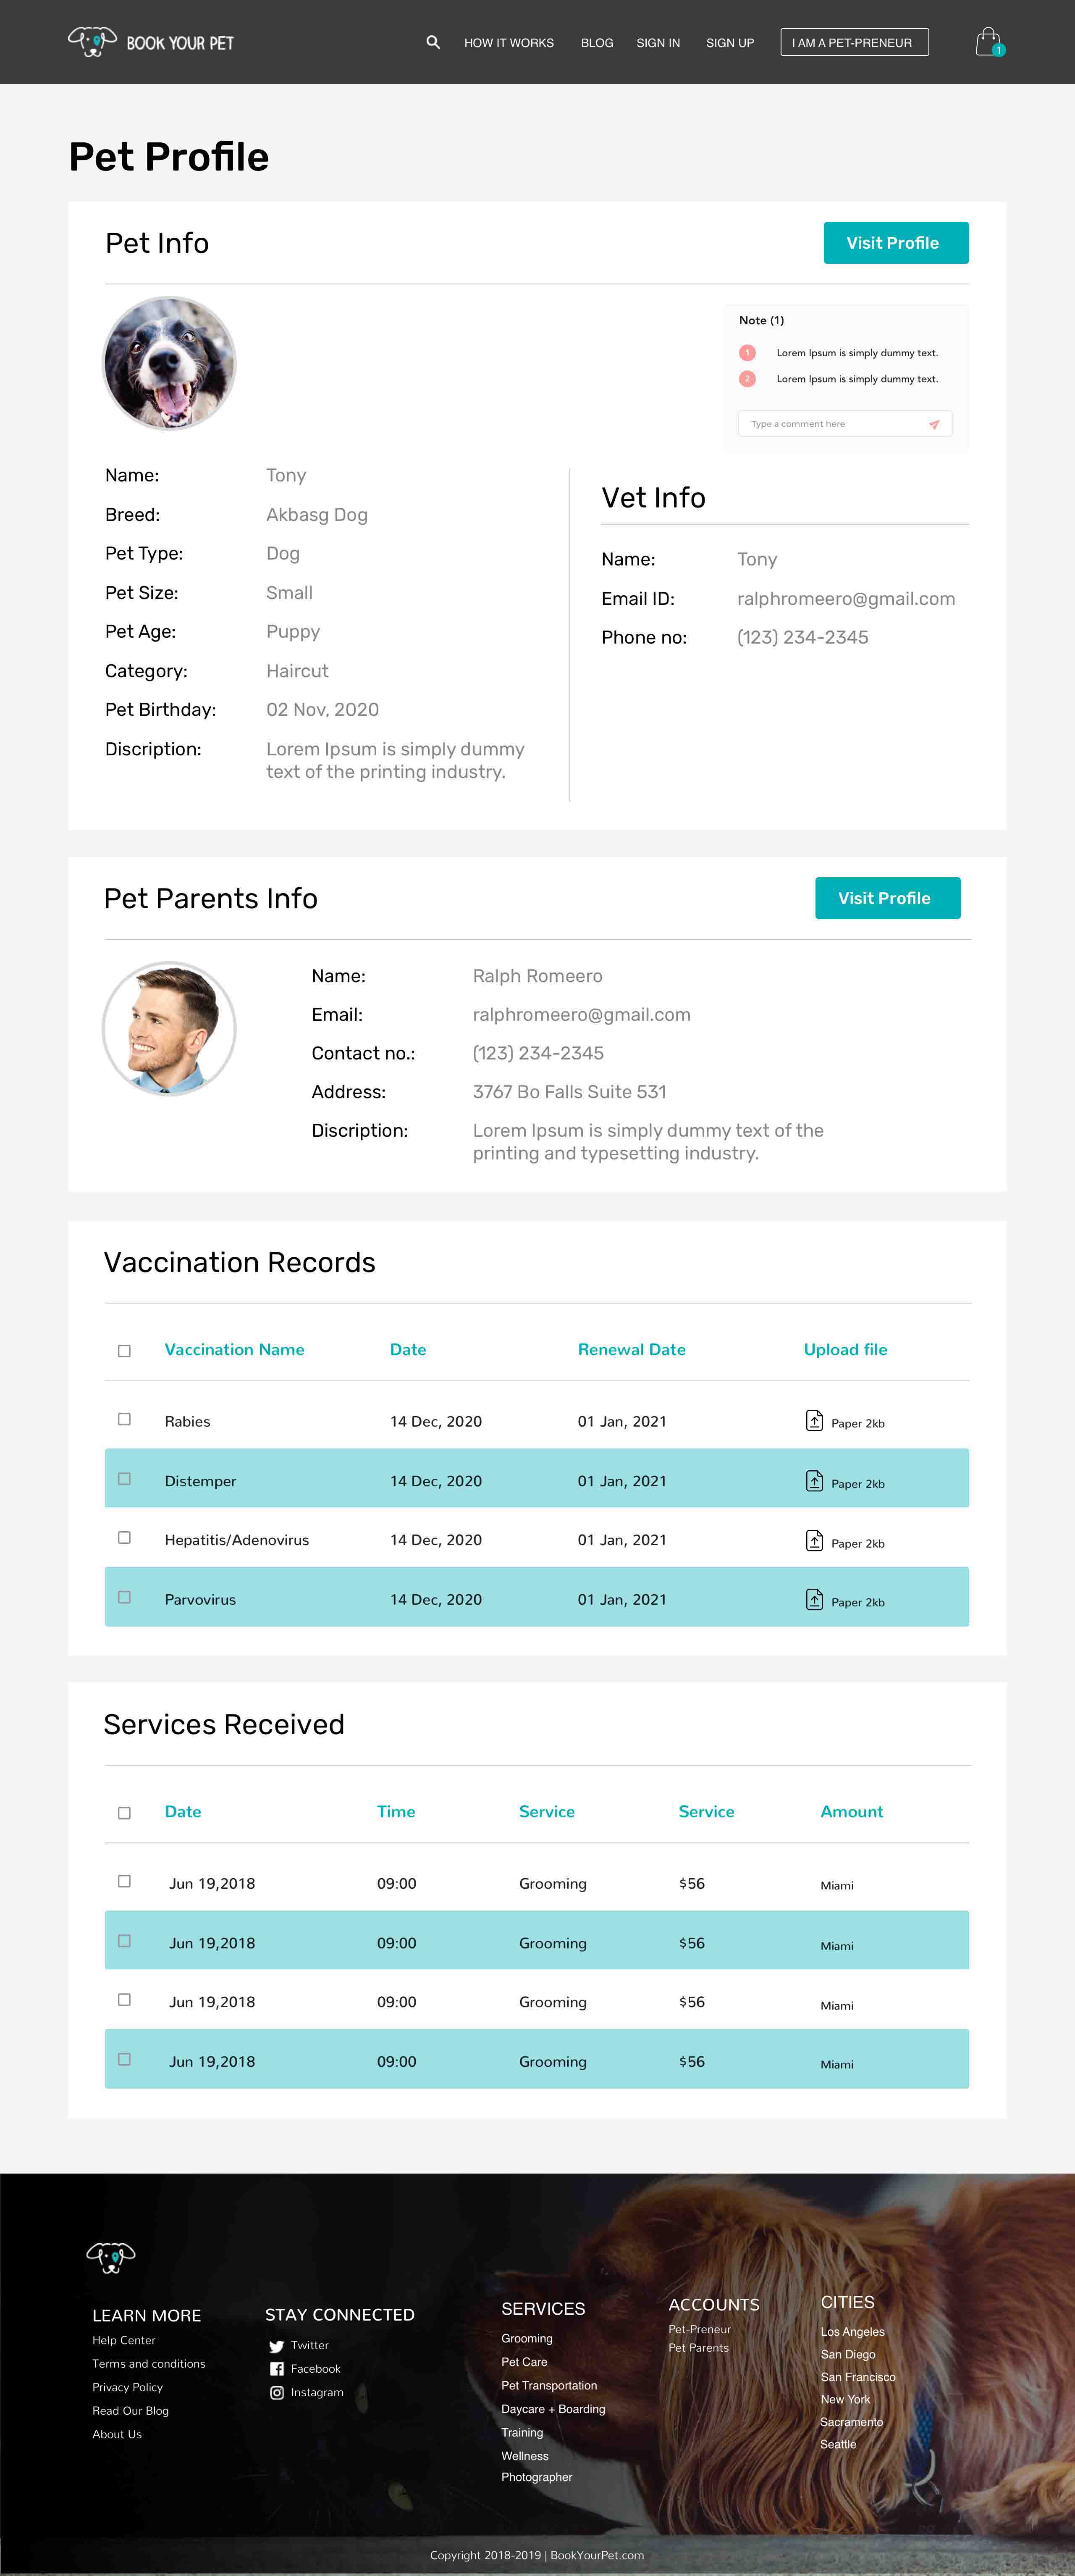 BOOK YOUR PET
HOW IT WORKS
BLOG
SIGN IN
SIGN UP
I AM A PET-PRENEUR
1
Pet Profile
Pet Info
Visit Profile
Note (1)
1 Lorem Ipsum is simply dummy text.
2 Lorem Ipsum is simply dummy text.
Type a comment here
Name: Tony
Breed: Akbasg Dog
Pet Type: Dog
Pet Size: Small
Pet Age: Puppy
Category: Haircut
Pet Birthday: 02 Nov, 2020
Discription: Lorem Ipsum is simply dummy
text of the printing industry.
Vet Info
Name: Tony
Email ID: ralphromeero@gmail.com
Phone no: (123) 234-2345
Pet Parents Info
Visit Profile
Name: Ralph Romeero
Email: ralphromeero@gmail.com
Contact no.: (123) 234-2345
Address: 3767 Bo Falls Suite 531
Discription: Lorem Ipsum is simply dummy text of the
printing and typesetting industry.
Vaccination Records
Vaccination Name Date Renewal Date Upload file
Rabies 14 Dec, 2020 01 Jan, 2021 Paper 2kb
Distemper 14 Dec, 2020 01 Jan, 2021 Paper 2kb
Hepatitis/Adenovirus 14 Dec, 2020 01 Jan, 2021 Paper 2kb
Parvovirus 14 Dec, 2020 01 Jan, 2021 Paper 2kb
Services Received
Date Time Service Service Amount
Jun 19,2018 09:00 Grooming $56 Miami
Jun 19,2018 09:00 Grooming $56 Miami
Jun 19,2018 09:00 Grooming $56 Miami
Jun 19,2018 09:00 Grooming $56 Miami
LEARN MORE
Help Center
Terms and conditions
Privacy Policy
Read Our Blog
About Us
STAY CONNECTED
Twitter
Facebook
Instagram
SERVICES
Grooming
Pet Care
Pet Transportation
Daycare + Boarding
Training
Wellness
Photographer
ACCOUNTS
Pet-Preneur
Pet Parents
CITIES
Los Angeles
San Diego
San Francisco
New York
Sacramento
Seattle
Copyright 2018-2019 | BookYourPet.com